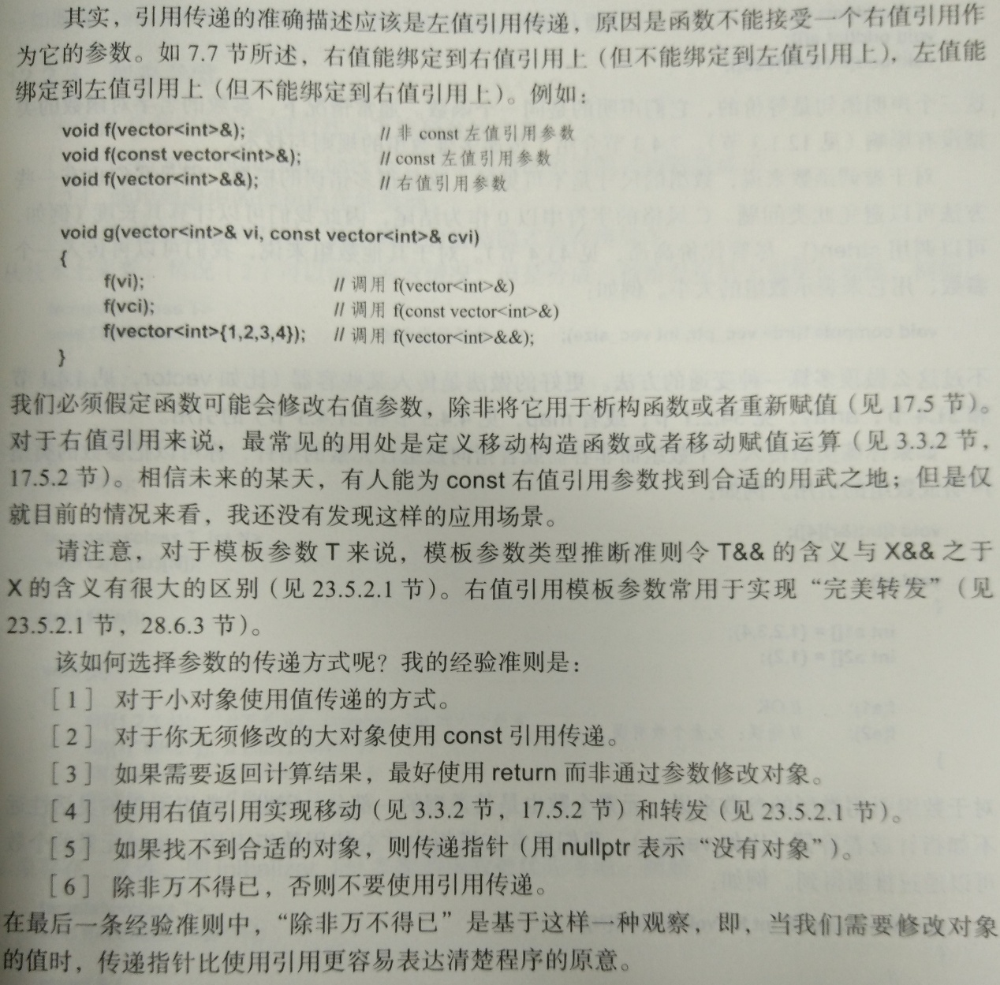 其实，引用传递的准确描述应该是左值引用传递，原因是函数不能接受一个右值引用作
为它的参数。如 7.7 节所述，右值能绑定到右值引用上（但不能绑定到左值引用上），左值能
绑定到左值引用上（但不能绑定到右值引用上）。例如：
void f(vector<int>&); // 非 const 左值引用参数
void f(const vector<int>&); // const 左值引用参数
void f(vector<int>&&); // 右值引用参数
void g(vector<int>& vi, const vector<int>& cvi)
{
f(vi); // 调用 f(vector<int>&)
f(vci); // 调用 f(const vector<int>&)
f(vector<int>{1,2,3,4}); // 调用 f(vector<int>&&);
}
我们必须假定函数可能会修改右值参数，除非将它用于析构函数或者重新赋值（见 17.5 节）。
对于右值引用来说，最常见的用处是定义移动构造函数或者移动赋值运算（见 3.3.2 节，
17.5.2 节）。相信未来的某天，有人能为 const 右值引用参数找到合适的用武之地；但是仅
就目前的情况来看，我还没有发现这样的应用场景。
请注意，对于模板参数 T 来说，模板参数类型推断准则令 T&& 的含义与 X&& 之于
X 的含义有很大的区别（见 23.5.2.1 节）。右值引用模板参数常用于实现“完美转发”（见
23.5.2.1 节，28.6.3 节）。
该如何选择参数的传递方式呢？我的经验准则是：
［1］ 对于小对象使用值传递的方式。
［2］ 对于你无须修改的大对象使用 const 引用传递。
［3］ 如果需要返回计算结果，最好使用 return 而非通过参数修改对象。
［4］ 使用右值引用实现移动（见 3.3.2 节，17.5.2 节）和转发（见 23.5.2.1 节）。
［5］ 如果找不到合适的对象，则传递指针（用 nullptr 表示“没有对象”）。
［6］ 除非万不得已，否则不要使用引用传递。
在最后一条经验准则中，“除非万不得已”是基于这样一种观察，即，当我们需要修改对象
的值时，传递指针比使用引用更容易表达清楚程序的原意。